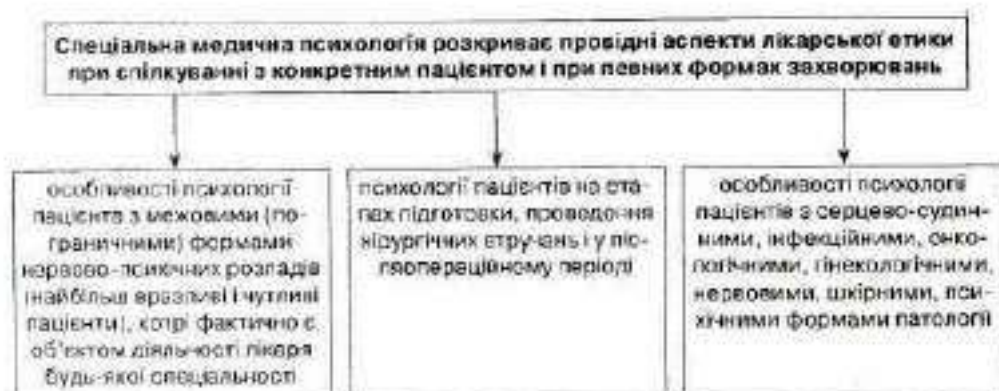 Спеціальна медична психологія розкриває провідні аспекти лікарської етики
при спілкуванні з конкретним пацієнтом і при певних формах захворювань
особливості психології
пацієнта з межовими (по-
граничними) формами
нервово-психічних розладів
(найбільш вразливі і чутливі
пацієнти), котрі фактично є
об'єктом діяльності лікаря
будь-якої спеціальності
психології пацієнтів на ета-
пах підготовки, проведення
хірургічних втручань і у піс-
ляопераційному періоді
особливості психології
пацієнтів з серцево-судин-
ними, інфекційними, онко-
логічними, гінекологічними,
нервовими, шкірними, пси-
хічними формами патології